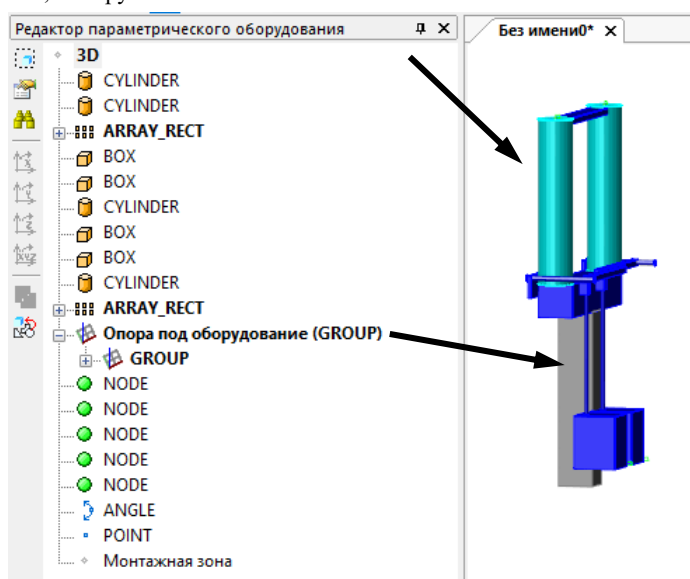 Редактор параметрического оборудования
Без имени0*
3D
CYLINDER
CYLINDER
ARRAY_RECT
BOX
BOX
CYLINDER
BOX
BOX
CYLINDER
ARRAY_RECT
Опора под оборудование (GROUP)
GROUP
NODE
NODE
NODE
NODE
NODE
ANGLE
POINT
Монтажная зона